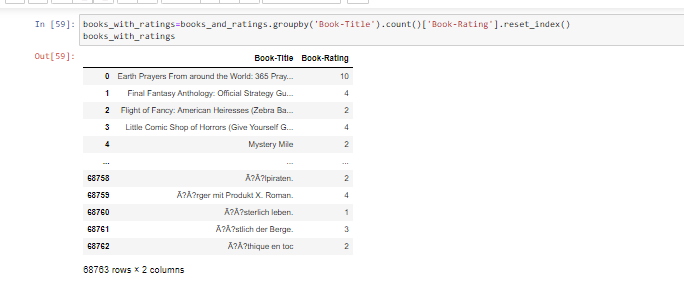 In [59]: books_with_ratings=books_and_ratings.groupby('Book-Title').count()['Book-Rating'].reset_index()
books_with_ratings
Out[59]:
Book-Title Book-Rating
0 Earth Prayers From around the World: 365 Pray... 10
1 Final Fantasy Anthology: Official Strategy Gu... 4
2 Flight of Fancy: American Heiresses (Zebra Ba... 2
3 Little Comic Shop of Horrors (Give Yourself G... 4
4 Mystery Mile 2
... ... ...
68758 Ã?Â?lpiraten. 2
68759 Ã?Â?rger mit Produkt X. Roman. 4
68760 Ã?Â?sterlich leben. 1
68761 Ã?Â?stlich der Berge. 3
68762 Ã?Â?thique en toc 2
68763 rows × 2 columns